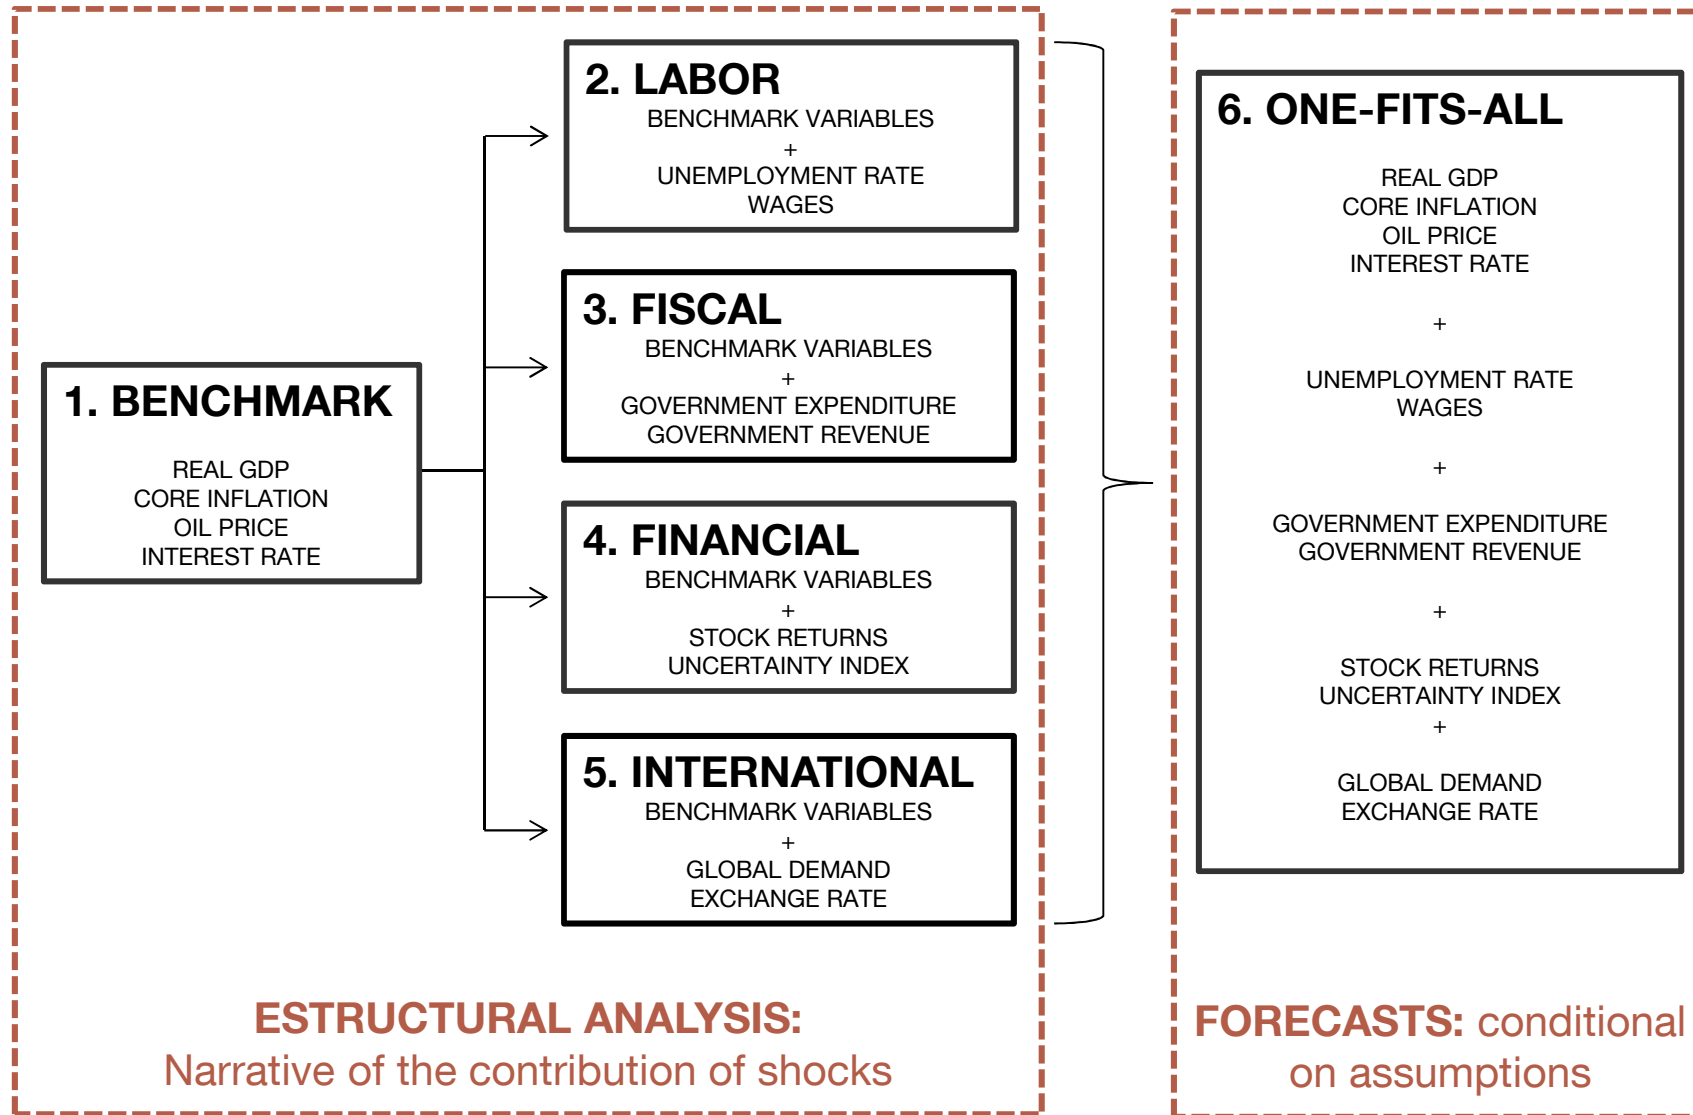 1. BENCHMARK
REAL GDP
CORE INFLATION
OIL PRICE
INTEREST RATE
2. LABOR
BENCHMARK VARIABLES
+
UNEMPLOYMENT RATE
WAGES
3. FISCAL
BENCHMARK VARIABLES
+
GOVERNMENT EXPENDITURE
GOVERNMENT REVENUE
4. FINANCIAL
BENCHMARK VARIABLES
+
STOCK RETURNS
UNCERTAINTY INDEX
5. INTERNATIONAL
BENCHMARK VARIABLES
+
GLOBAL DEMAND
EXCHANGE RATE
ESTRUCTURAL ANALYSIS:
Narrative of the contribution of shocks
6. ONE-FITS-ALL
REAL GDP
CORE INFLATION
OIL PRICE
INTEREST RATE
+
UNEMPLOYMENT RATE
WAGES
+
GOVERNMENT EXPENDITURE
GOVERNMENT REVENUE
+
STOCK RETURNS
UNCERTAINTY INDEX
+
GLOBAL DEMAND
EXCHANGE RATE
FORECASTS: conditional
on assumptions